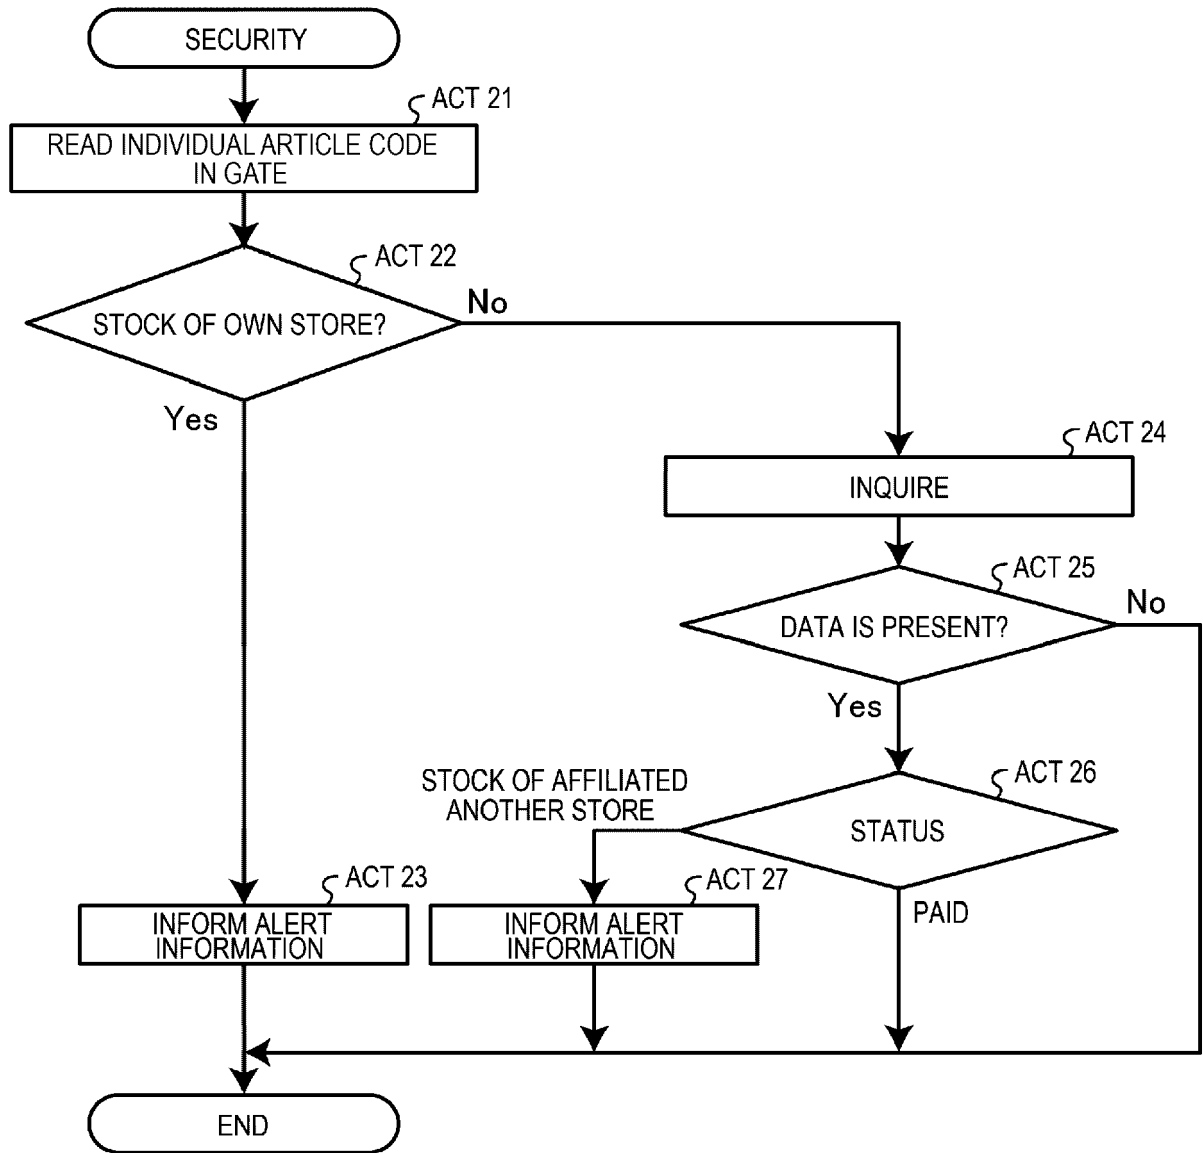 SECURITY
ACT 21
READ INDIVIDUAL ARTICLE CODE
IN GATE
ACT 22
STOCK OF OWN STORE?
No
Yes
ACT 24
INQUIRE
ACT 25
DATA IS PRESENT?
No
Yes
ACT 26
STOCK OF AFFILIATED
ANOTHER STORE
STATUS
ACT 23
INFORM ALERT
INFORMATION
ACT 27
INFORM ALERT
INFORMATION
PAID
END